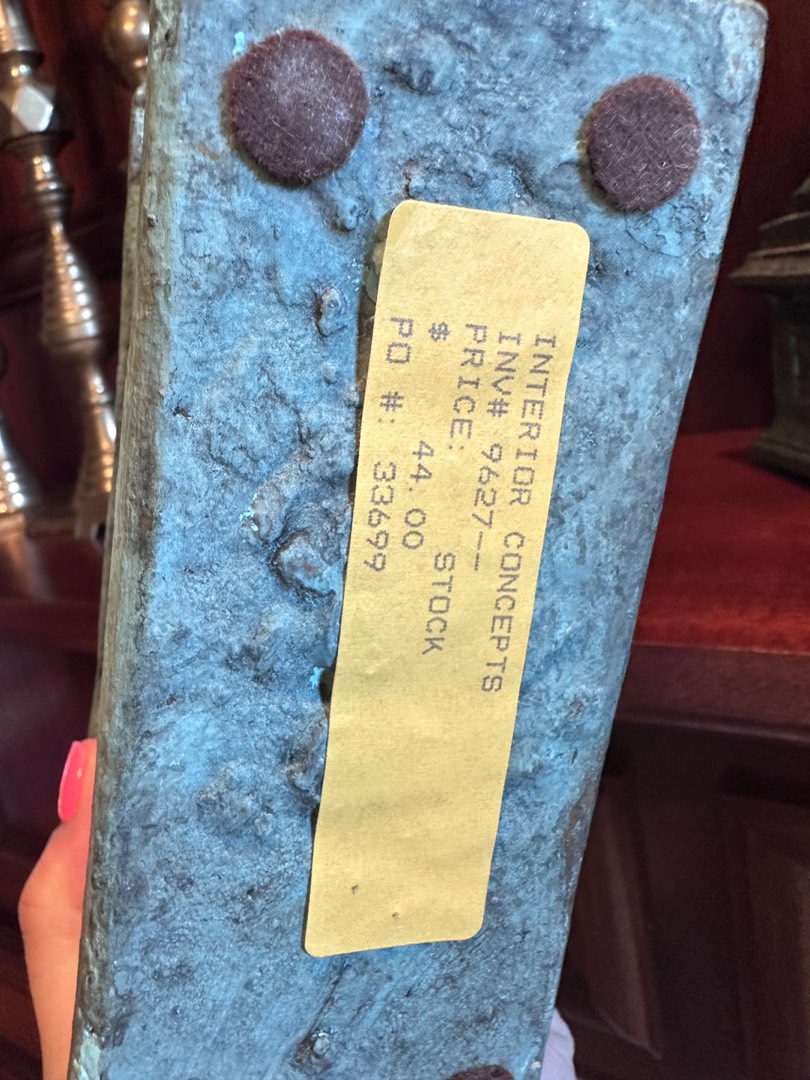 INTERIOR CONCEPTS
INV# 9627--
PRICE: STOCK
$ 44.00
PO #: 33699